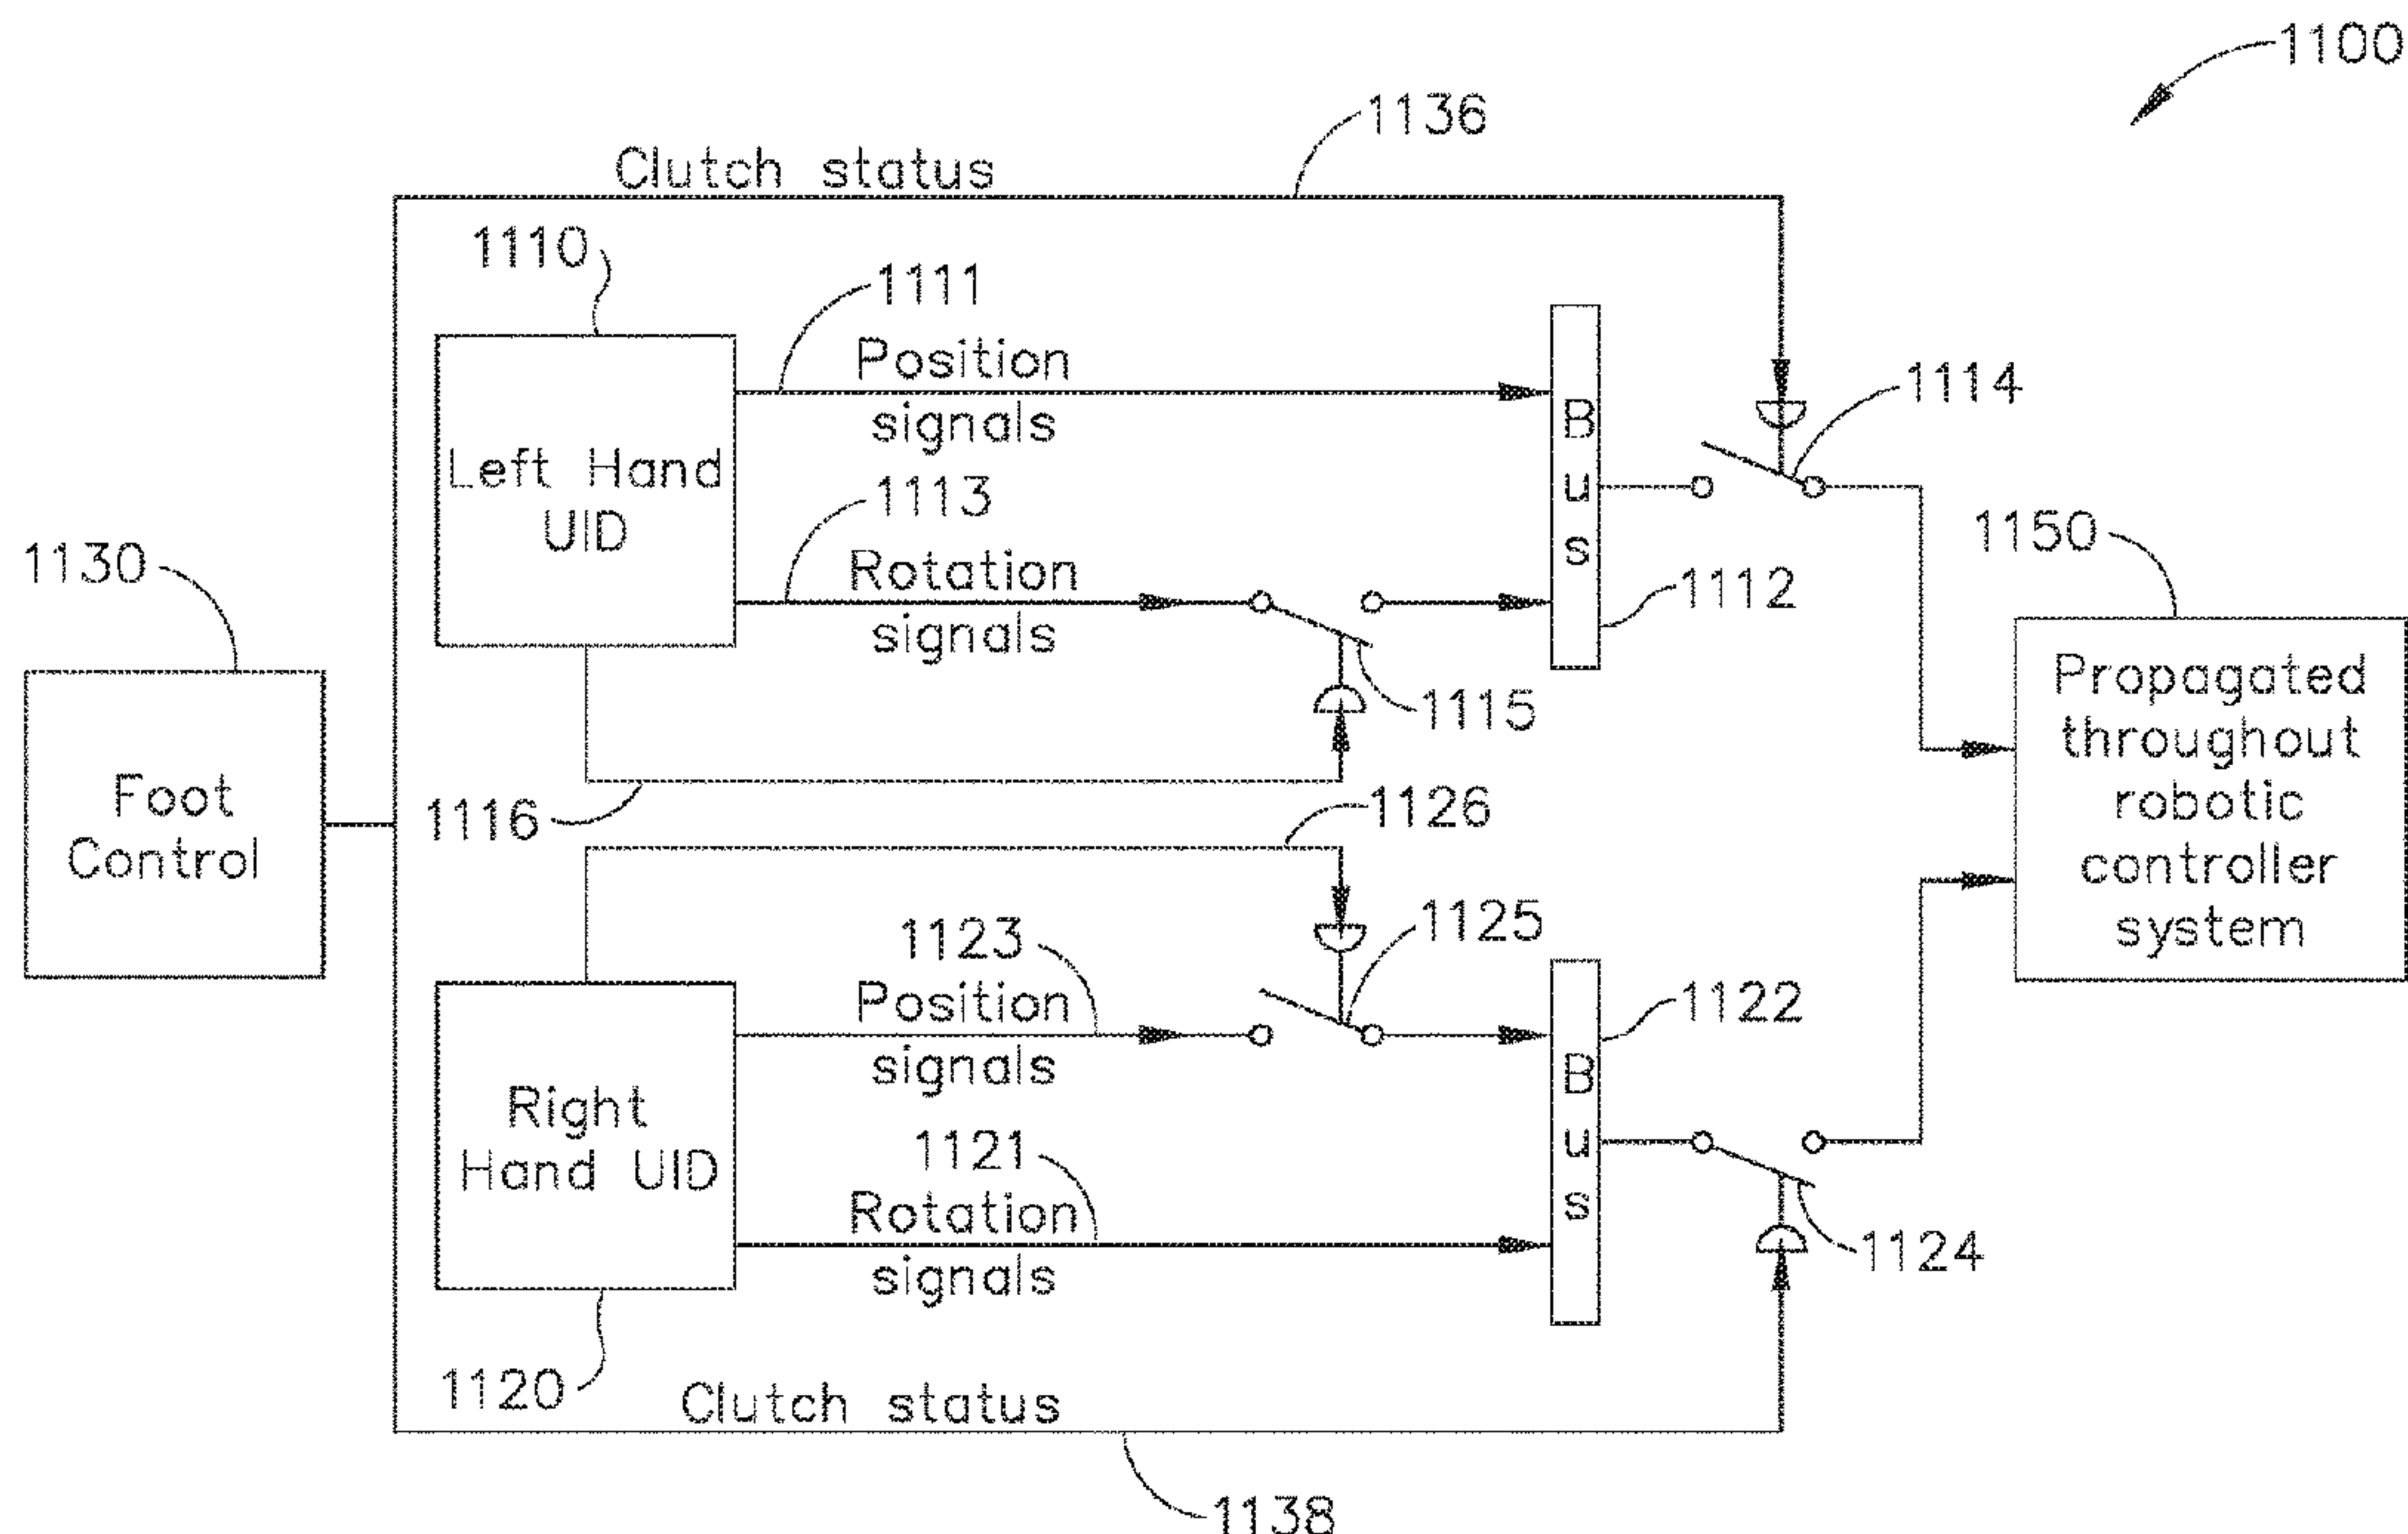 1100
1136
Clutch status
1110
1111
Position
signals
1114
Left Hand
UID
Bus
1113
1150
1130
Rotation
signals
1112
1115
Propagated
throughout
robotic
controller
system
Foot
Control
1116
1126
1123
1125
Position
signals
1122
Right
Hand UID
Bus
1121
Rotation
signals
1124
1120
Clutch status
1138